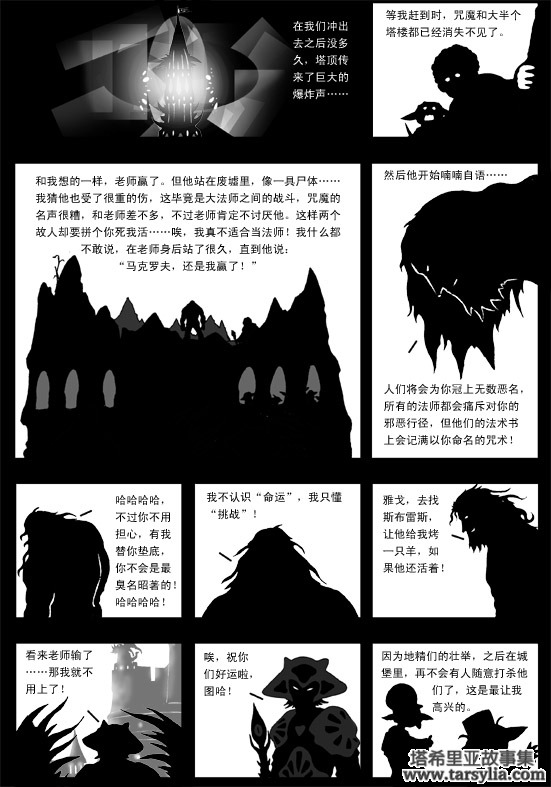 在我们冲出
去之后没多
久，塔顶传
来了巨大的
爆炸声……
等我赶到时，咒魔和大半个
塔楼都已经消失不见了。
和我想的一样，老师赢了。但他站在废墟里，像一具尸体……
我猜他也受了很重的伤，这毕竟是大法师之间的战斗，咒魔的
名声很糟，和老师差不多，不过老师肯定不讨厌他。这样两个
故人却要拼个你死我活……唉，我真不适合当法师！我什么都
不敢说，在老师身后站了很久，直到他说：
“马克罗夫，还是我赢了！”
然后他开始喃喃自语……
人们将会为你冠上无数恶名，
所有的法师都会痛斥对你的
邪恶行径，但他们的法术书
上会记满以你命名的咒术！
哈哈哈哈，
不过你不用
担心，有我
替你垫底，
你不会是最
臭名昭著的！
哈哈哈哈！
我不认识“命运”，我只懂
“挑战”！
雅戈，去找
斯布雷斯，
让他给我烤
一只羊，如
果他还活着！
看来老师输了
……那我就不
用上了！
唉，祝你
们好运啦，
图哈！
因为地精们的壮举，之后在城
堡里，再不会有人随意打杀他
们了，这是最让我
高兴的。
塔希里亚故事集
www.tarsylia.com